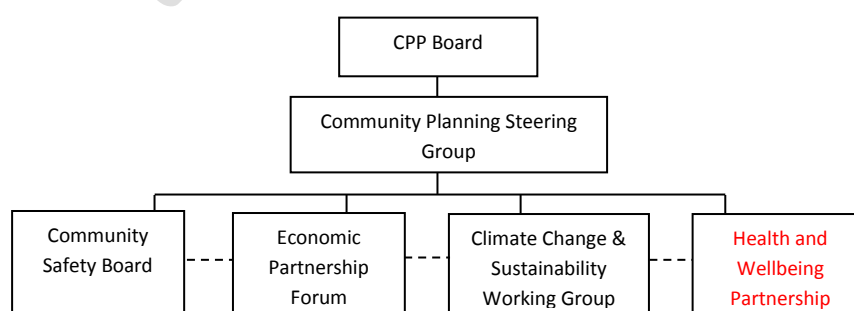 CPP Board
Community Planning Steering
Group
Community
Safety Board
Economic
Partnership
Forum
Climate Change &
Sustainability
Working Group
Health and
Wellbeing
Partnership